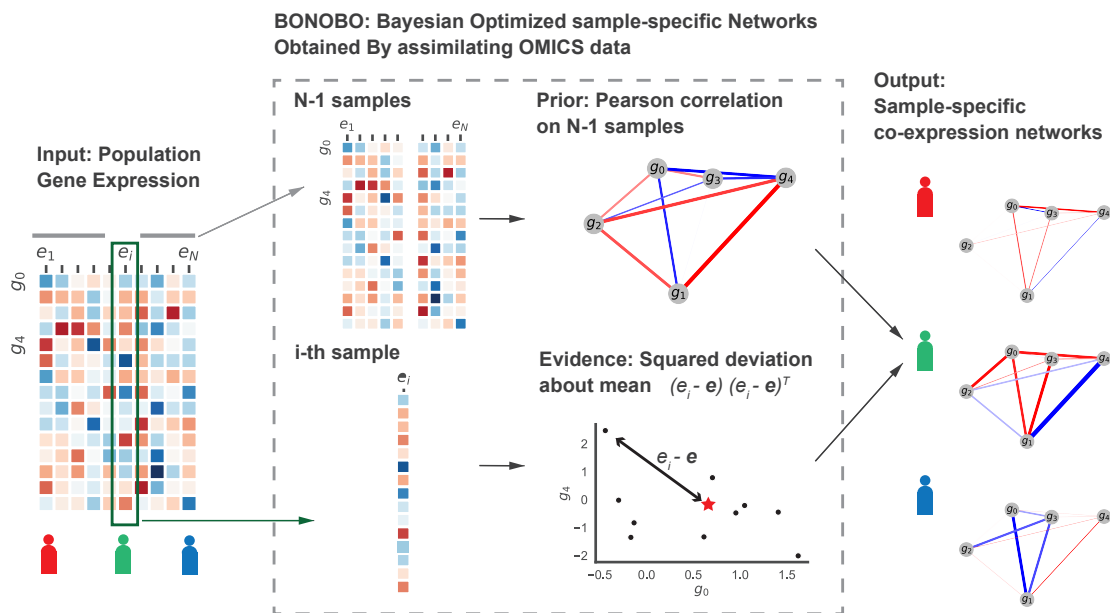 BONOBO: Bayesian Optimized sample-specific Networks
Obtained By assimilating OMICS data
Input: Population
Gene Expression
e1 ei eN
g0
g4
N-1 samples
e1 eN
g0
g4
Prior: Pearson correlation
on N-1 samples
g0 g3 g4
g2
g1
i-th sample
ei
Evidence: Squared deviation
about mean (ei - e) (ei - e)T
ei - e
g4
2
1
0
−1
−2
−0.5 0.0 0.5 1.0 1.5
g0
Output:
Sample-specific
co-expression networks
g0 g3 g4
g2
g1
g0 g3 g4
g2
g1
g0 g3 g4
g2
g1